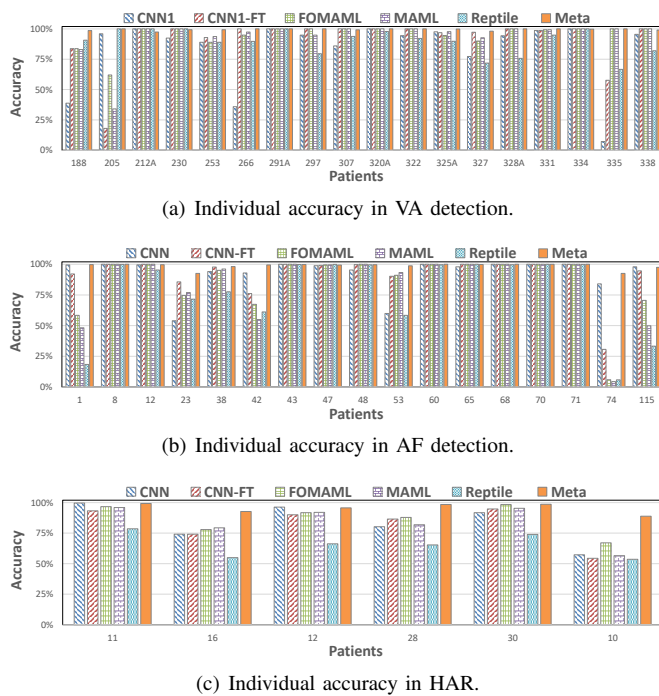 CNN1 CNN1-FT FOMAML MAML Reptile Meta
100%
75%
50%
25%
0%
Accuracy
188 205 212A 230 253 266 291A 297 307 320A 322 325A 327 328A 331 334 335 338
Patients
(a) Individual accuracy in VA detection.
CNN CNN-FT FOMAML MAML Reptile Meta
100%
75%
50%
25%
0%
Accuracy
1 8 12 23 38 42 43 47 48 53 60 65 68 70 71 74 115
Patients
(b) Individual accuracy in AF detection.
CNN CNN-FT FOMAML MAML Reptile Meta
100%
75%
50%
25%
0%
Accuracy
11 16 12 28 30 10
Patients
(c) Individual accuracy in HAR.